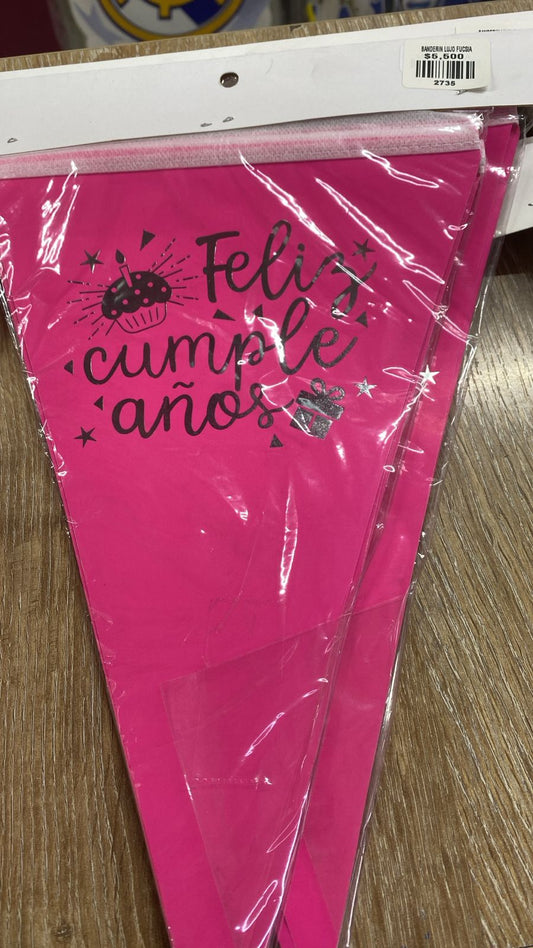 BANDERIN LUJO FUCSIA
$5,500
2735
Feliz
cumple
años